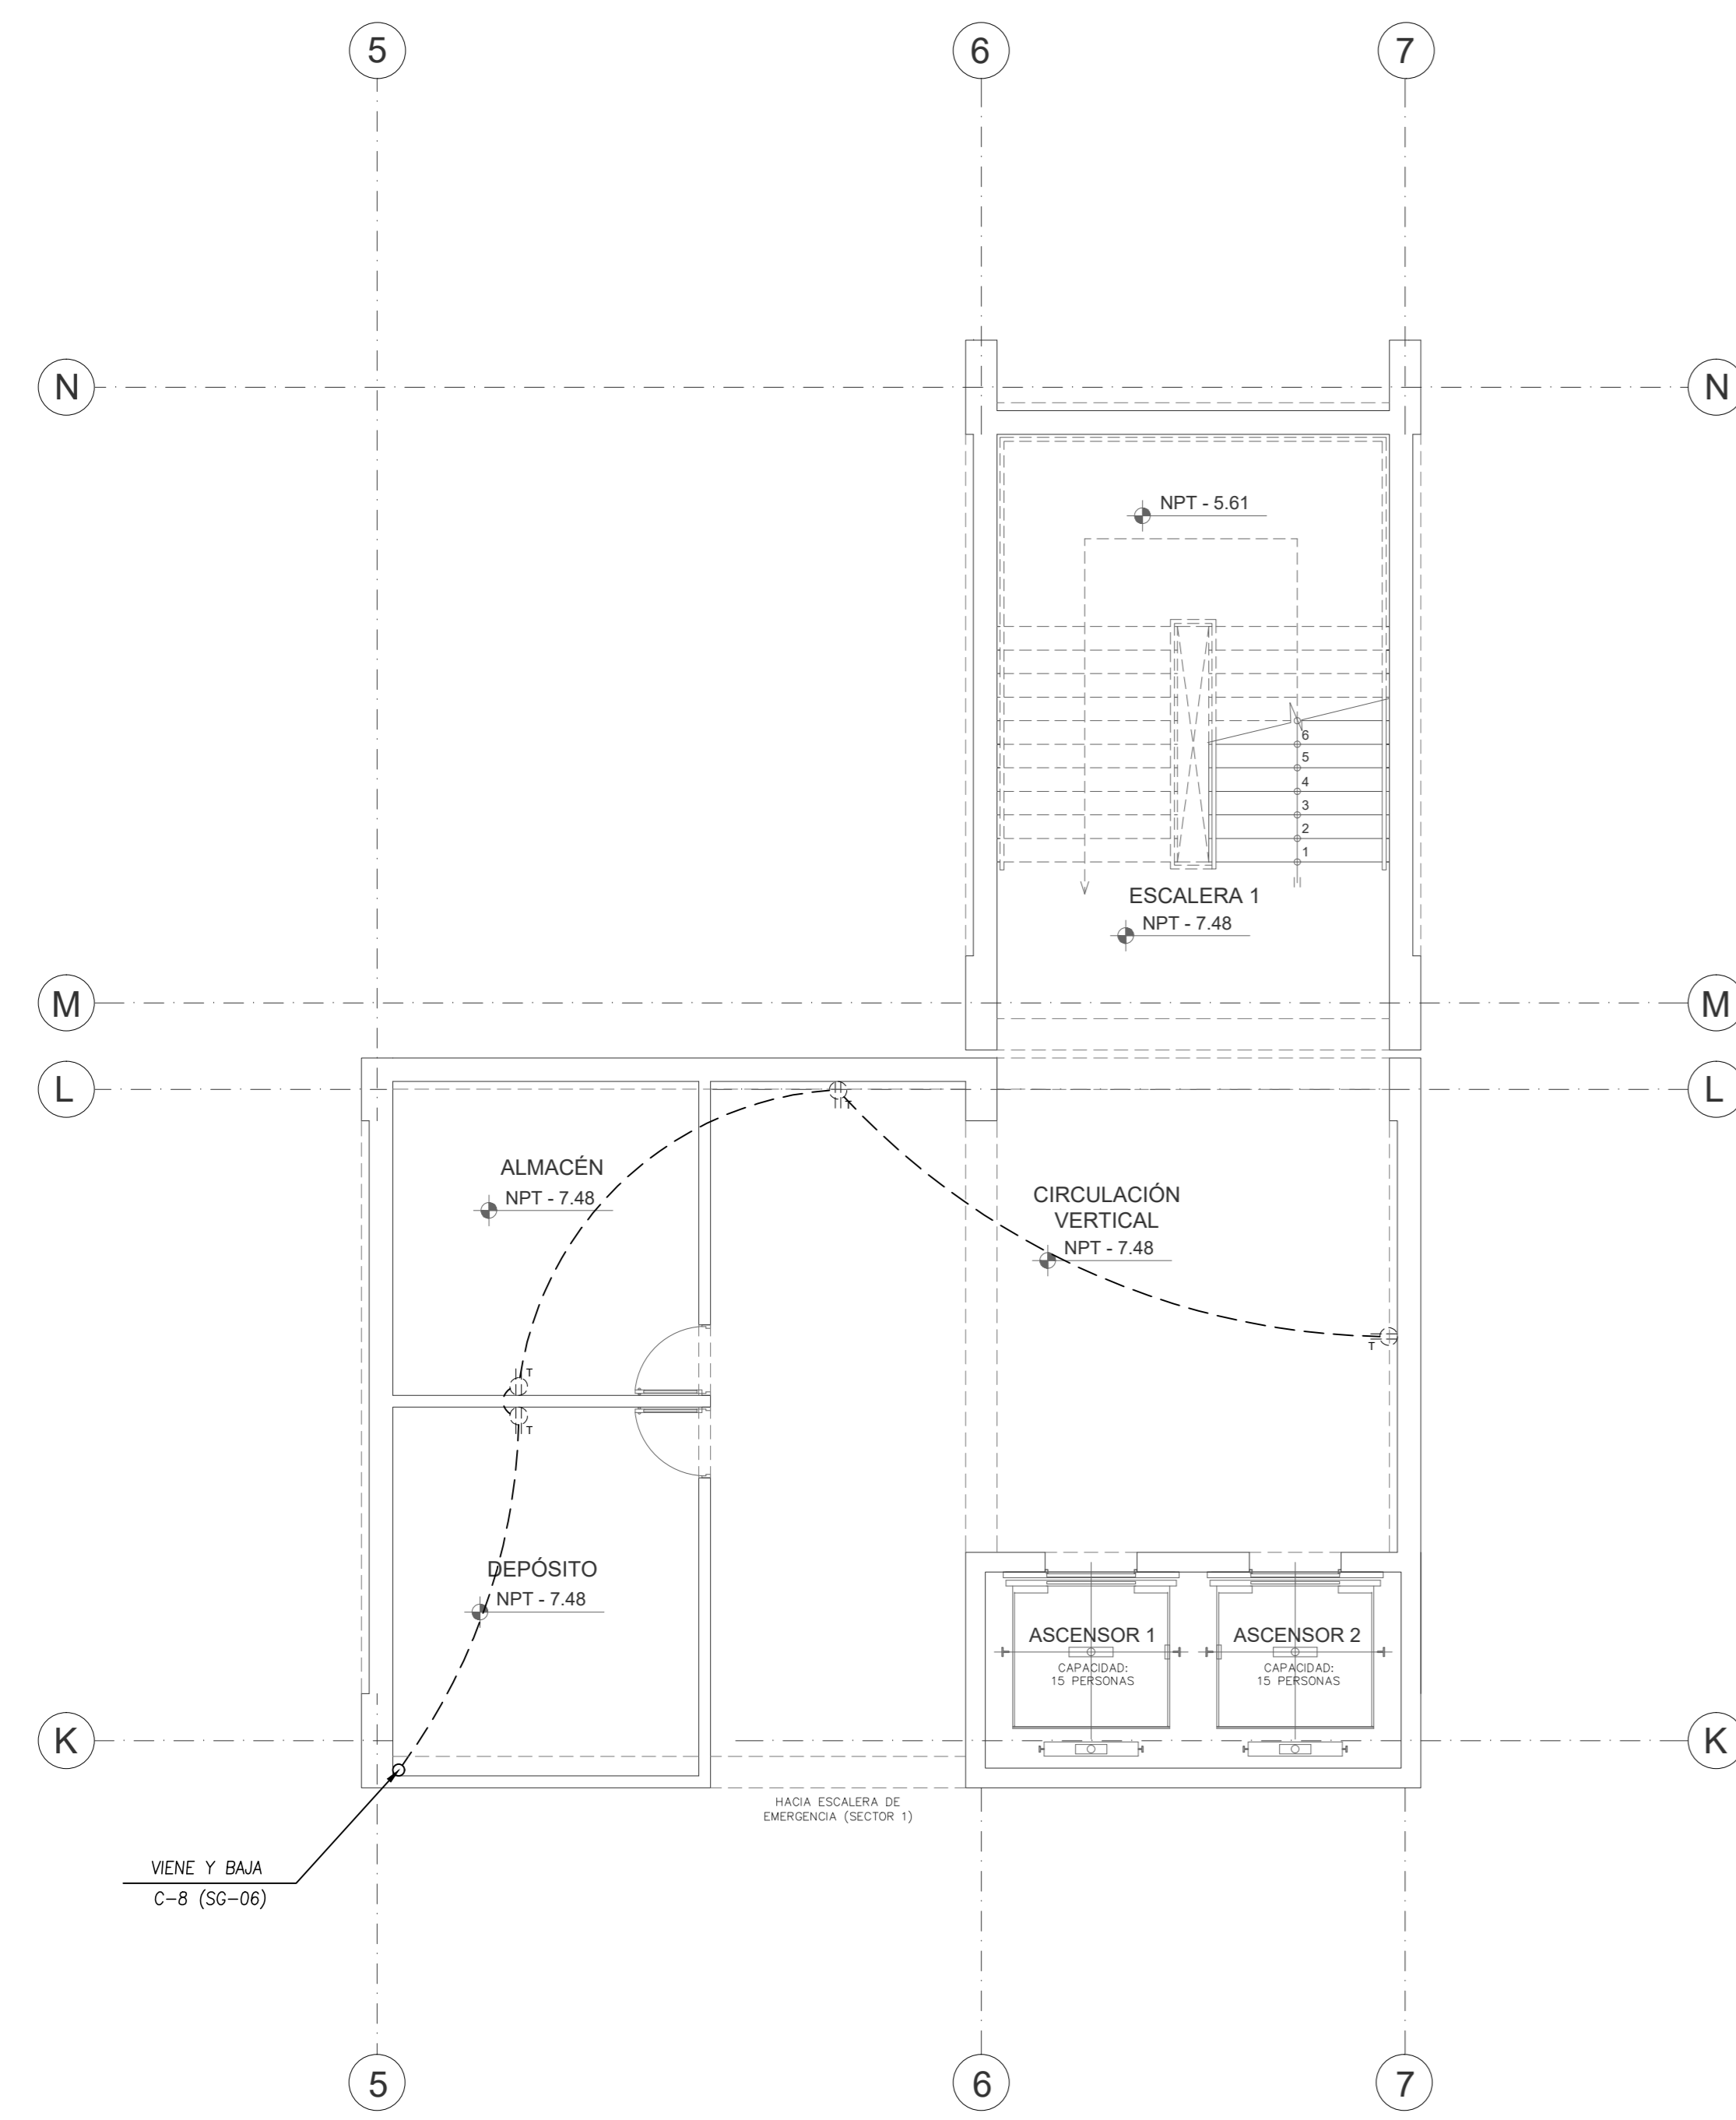 5
6
7
N
N
NPT - 5.61
6
5
4
3
2
1
ESCALERA 1
NPT - 7.48
M
M
L
L
T
ALMACÉN
NPT - 7.48
CIRCULACIÓN
VERTICAL
NPT - 7.48
T
T
T
DEPÓSITO
NPT - 7.48
ASCENSOR 1
CAPACIDAD:
15 PERSONAS
ASCENSOR 2
CAPACIDAD:
15 PERSONAS
K
K
HACIA ESCALERA DE
EMERGENCIA (SECTOR 1)
VIENE Y BAJA
C-8 (SG-06)
5
6
7